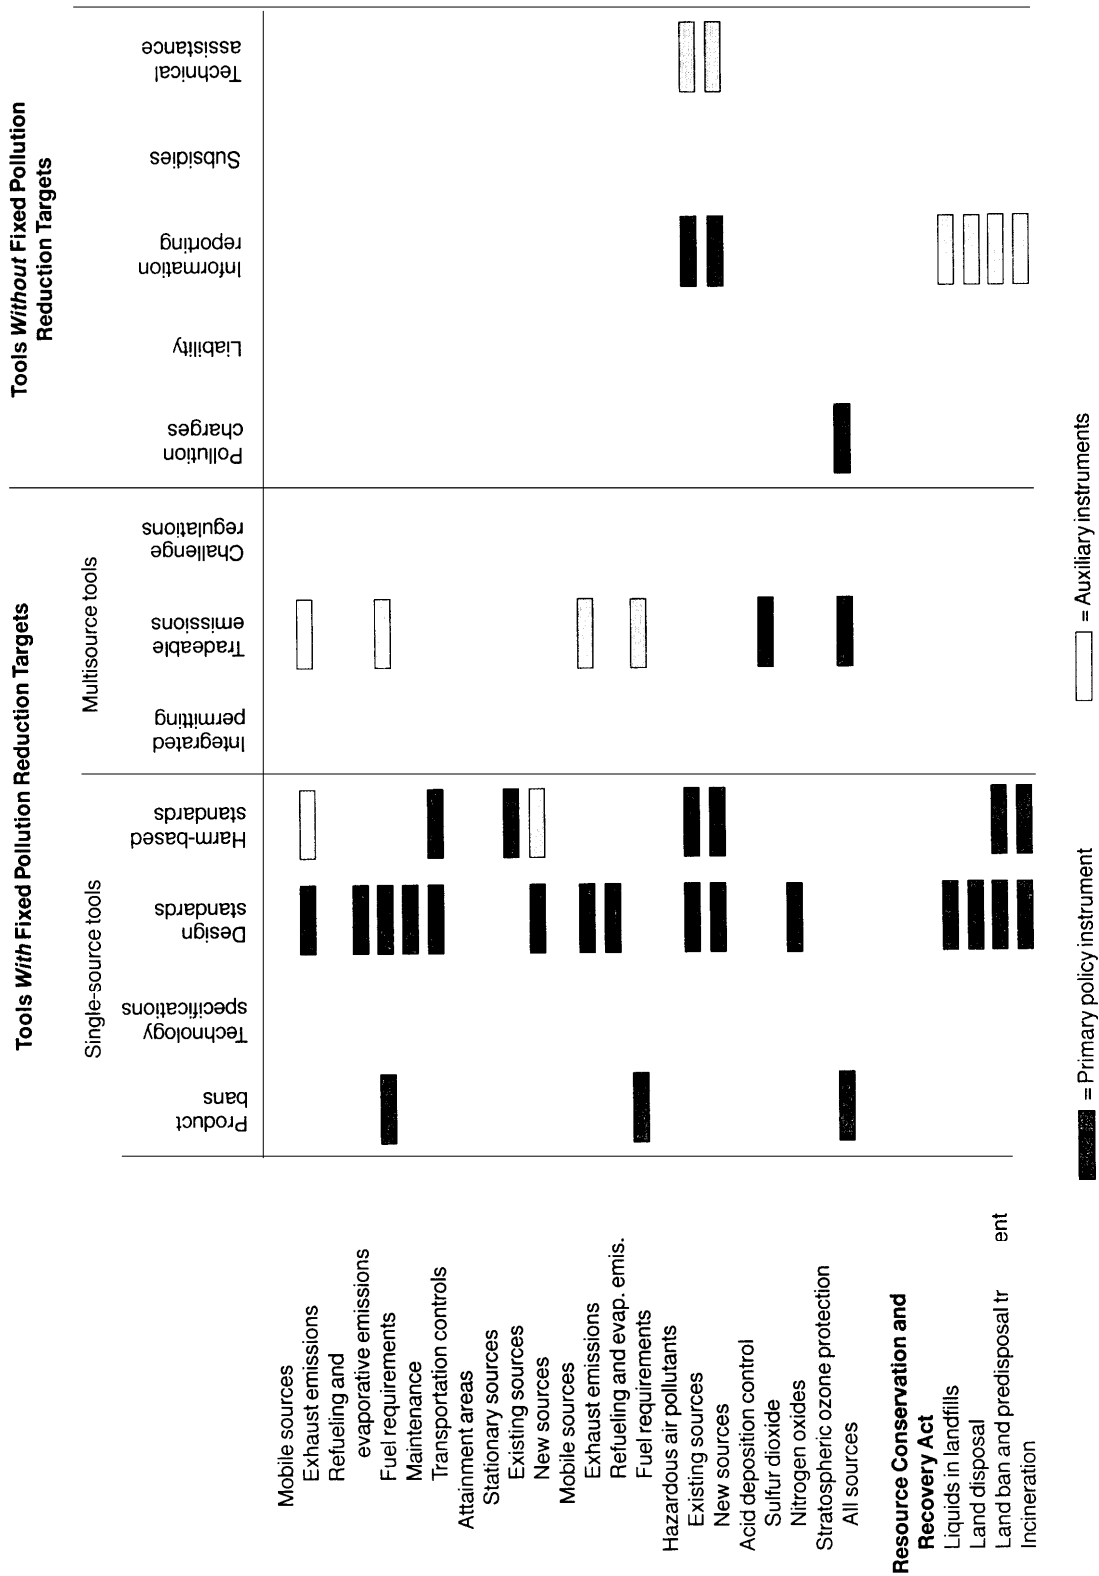 Tools With Fixed Pollution Reduction Targets
Tools Without Fixed Pollution
Reduction Targets
Single-source tools
Multisource tools
Product
bans
Technology
specifications
Design
standards
Harm-based
standards
Integrated
permitting
Tradeable
emissions
Challenge
regulations
Pollution
charges
Liability
Information
reporting
Subsidies
Technical
assistance
Mobile sources
Exhaust emissions
Refueling and
evaporative emissions
Fuel requirements
Maintenance
Transportation controls
Attainment areas
Stationary sources
Existing sources
New sources
Mobile sources
Exhaust emissions
Refueling and evap. emis.
Fuel requirements
Hazardous air pollutants
Existing sources
New sources
Acid deposition control
Sulfur dioxide
Nitrogen oxides
Stratospheric ozone protection
All sources
Resource Conservation and
Recovery Act
Liquids in landfills
Land disposal
Land ban and predisposal tr ent
Incineration
= Primary policy instrument
= Auxiliary instruments